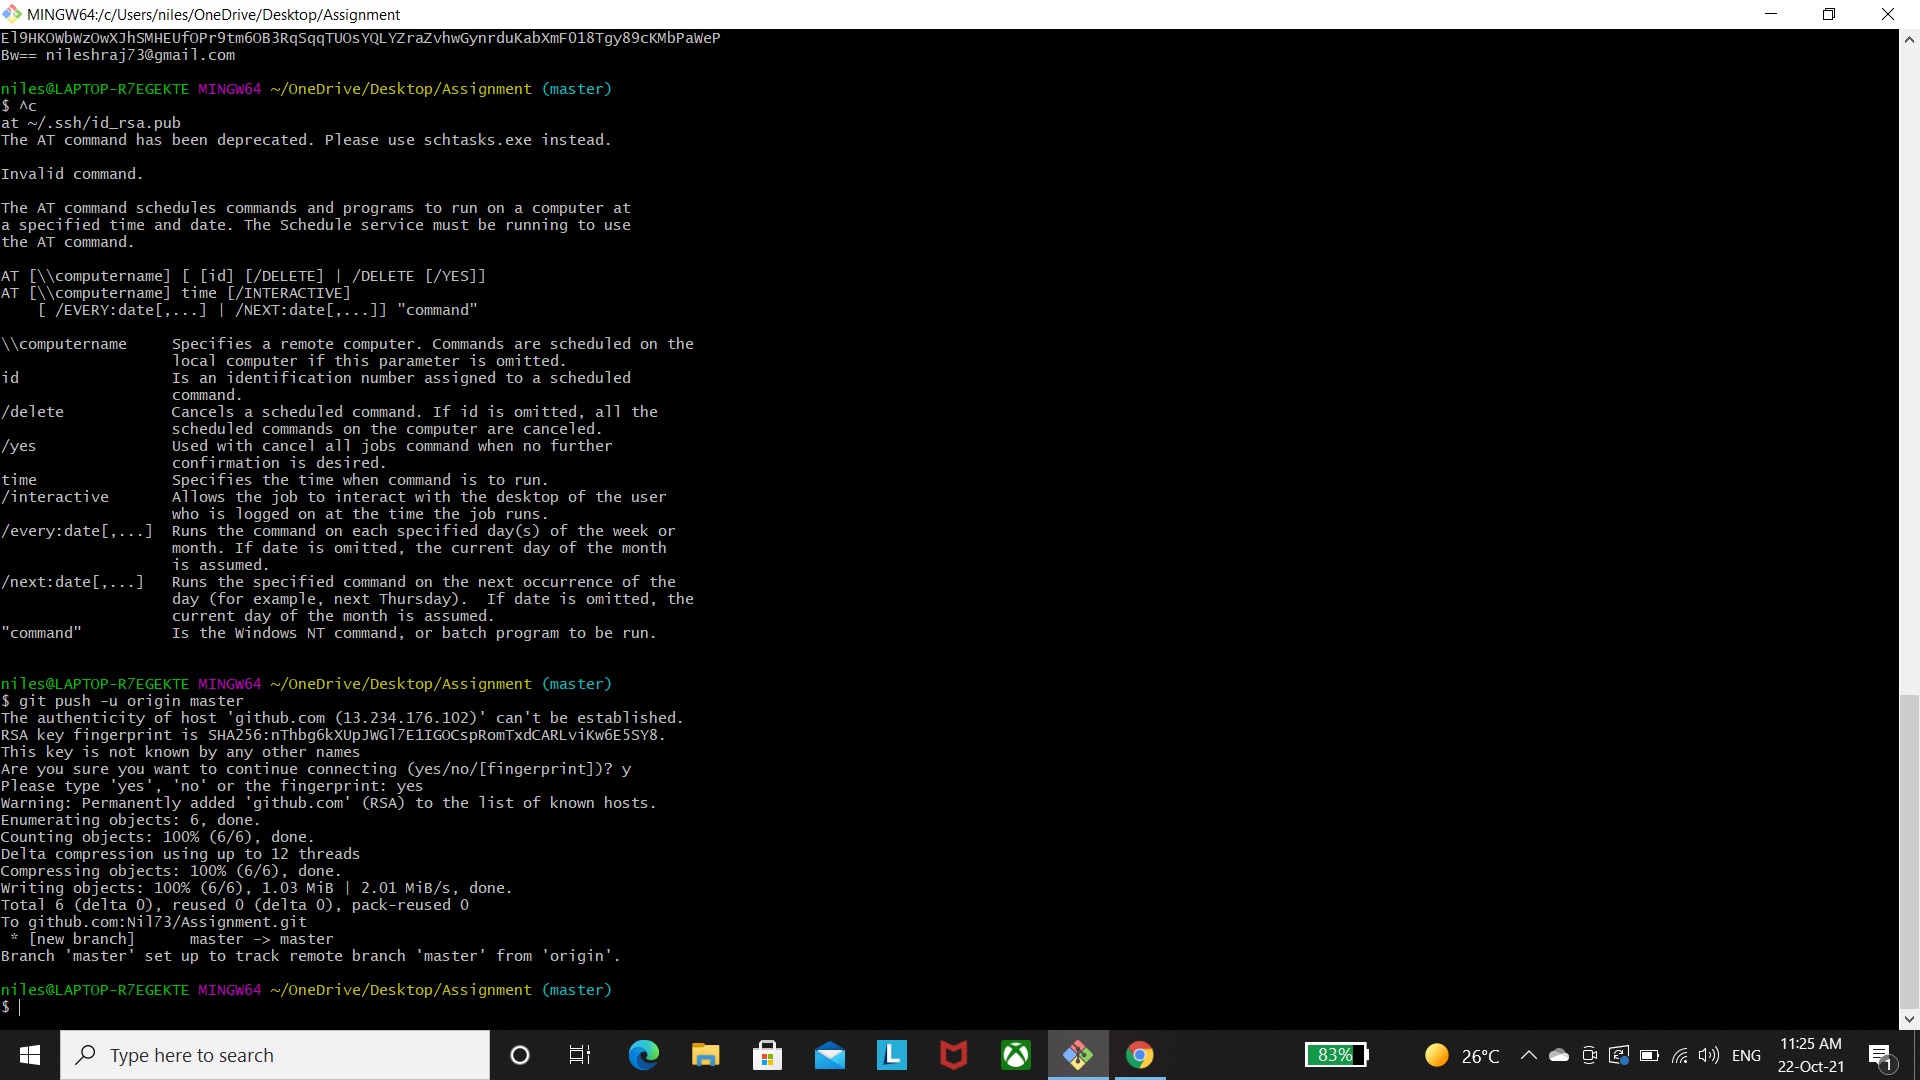 MINGW64:/c/Users/niles/OneDrive/Desktop/Assignment
El9HKOWbWzOwXJhSMHEUfOPr9tm6OB3RqSqqTUOsYQLYZraZvhwGynrduKabXmFO18Tgy89cKMbPaWeP
Bw== nileshraj73@gmail.com
niles@LAPTOP-R7EGEKTE MINGW64 ~/OneDrive/Desktop/Assignment (master)
$ ^c
at ~/.ssh/id_rsa.pub
The AT command has been deprecated. Please use schtasks.exe instead.
Invalid command.
The AT command schedules commands and programs to run on a computer at
a specified time and date. The Schedule service must be running to use
the AT command.
AT [\\computername] [ [id] [/DELETE] | /DELETE [/YES]]
AT [\\computername] time [/INTERACTIVE]
[ /EVERY:date[,...] | /NEXT:date[,...]] "command"
\\computername Specifies a remote computer. Commands are scheduled on the
local computer if this parameter is omitted.
id Is an identification number assigned to a scheduled
command.
/delete Cancels a scheduled command. If id is omitted, all the
scheduled commands on the computer are canceled.
/yes Used with cancel all jobs command when no further
confirmation is desired.
time Specifies the time when command is to run.
/interactive Allows the job to interact with the desktop of the user
who is logged on at the time the job runs.
/every:date[,...] Runs the command on each specified day(s) of the week or
month. If date is omitted, the current day of the month
is assumed.
/next:date[,...] Runs the specified command on the next occurrence of the
day (for example, next Thursday). If date is omitted, the
current day of the month is assumed.
"command" Is the Windows NT command, or batch program to be run.
niles@LAPTOP-R7EGEKTE MINGW64 ~/OneDrive/Desktop/Assignment (master)
$ git push -u origin master
The authenticity of host 'github.com (13.234.176.102)' can't be established.
RSA key fingerprint is SHA256:nThbg6kXUpJWGl7E1IGOCspRomTxdCARLviKw6E5SY8.
This key is not known by any other names
Are you sure you want to continue connecting (yes/no/[fingerprint])? y
Please type 'yes', 'no' or the fingerprint: yes
Warning: Permanently added 'github.com' (RSA) to the list of known hosts.
Enumerating objects: 6, done.
Counting objects: 100% (6/6), done.
Delta compression using up to 12 threads
Compressing objects: 100% (6/6), done.
Writing objects: 100% (6/6), 1.03 MiB | 2.01 MiB/s, done.
Total 6 (delta 0), reused 0 (delta 0), pack-reused 0
To github.com:Nil73/Assignment.git
* [new branch] master -> master
Branch 'master' set up to track remote branch 'master' from 'origin'.
niles@LAPTOP-R7EGEKTE MINGW64 ~/OneDrive/Desktop/Assignment (master)
$
Type here to search
L
83%
26°C
ENG
11:25 AM
22-Oct-21
1